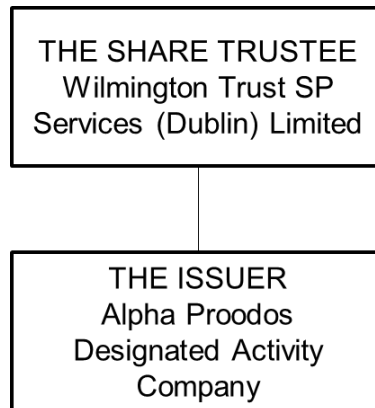 THE SHARE TRUSTEE
Wilmington Trust SP
Services (Dublin) Limited
THE ISSUER
Alpha Proodos
Designated Activity
Company